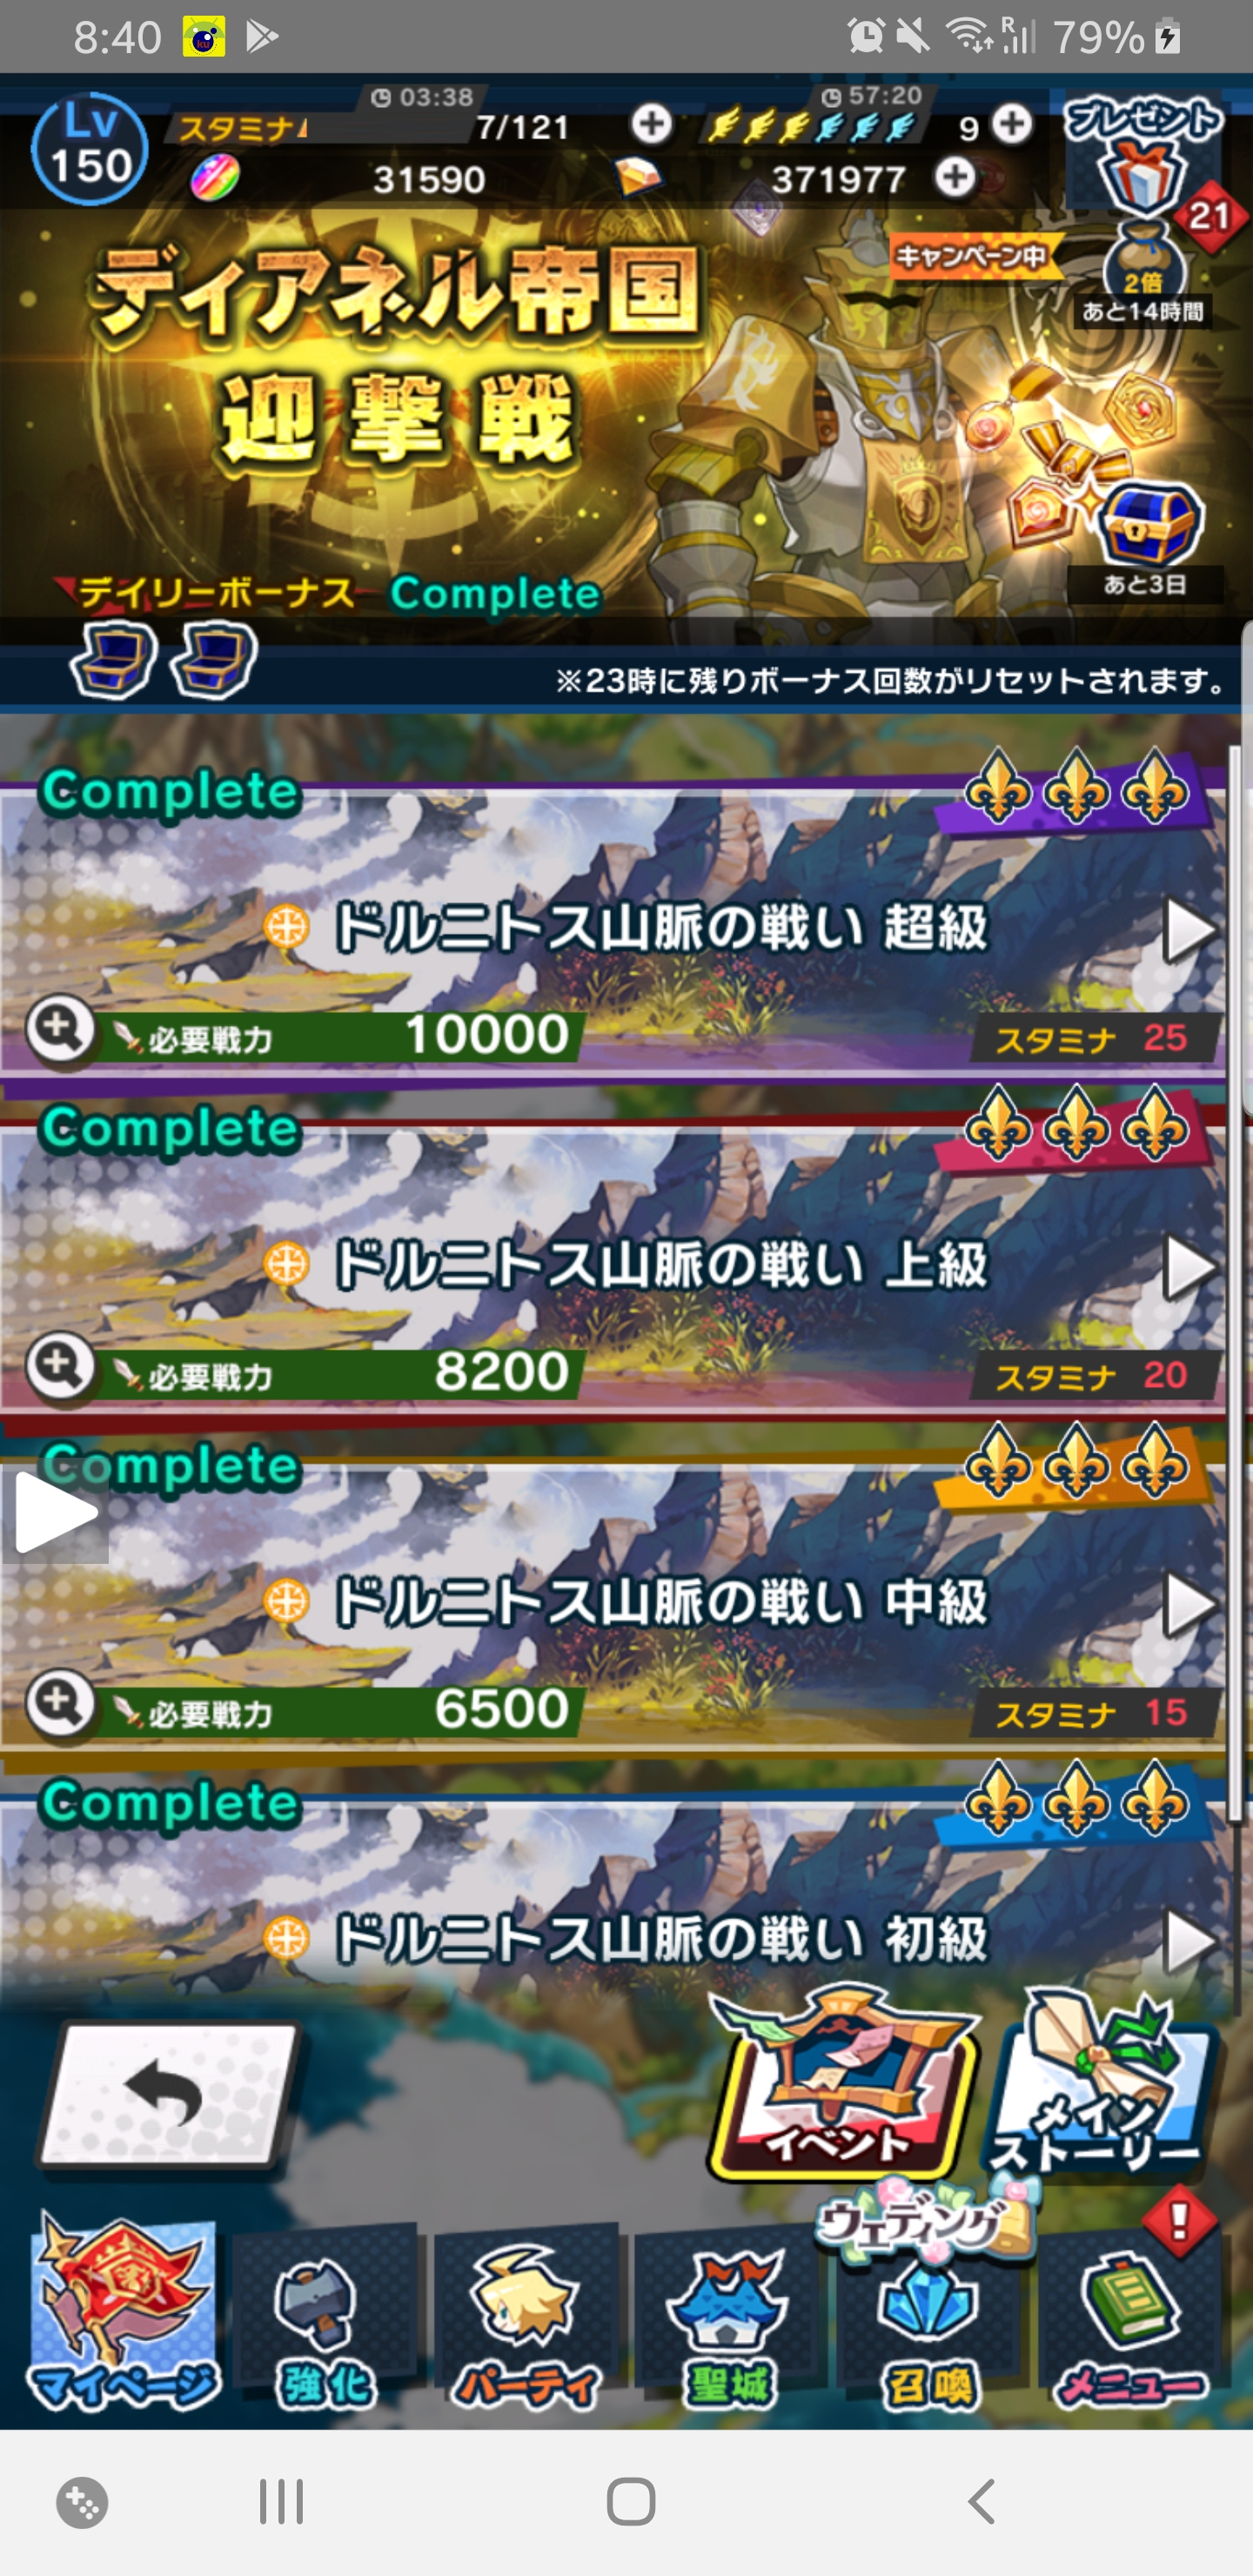 8:40
R
79%
Lv
150
スタミナ
03:38
7/121
57:20
9
プレゼント
31590
371977
21
キャンペーン中
2倍
あと14時間
ディアネル帝国
迎撃戦
あと3日
デイリーボーナス Complete
※23時に残りボーナス回数がリセットされます。
Complete
ドルニトス山脈の戦い 超級
必要戦力 10000
スタミナ 25
Complete
ドルニトス山脈の戦い 上級
必要戦力 8200
スタミナ 20
Complete
ドルニトス山脈の戦い 中級
必要戦力 6500
スタミナ 15
Complete
ドルニトス山脈の戦い 初級
イベント
メイン
ストーリー
ウェディング
マイページ
強化
パーティ
聖城
召喚
メニュー